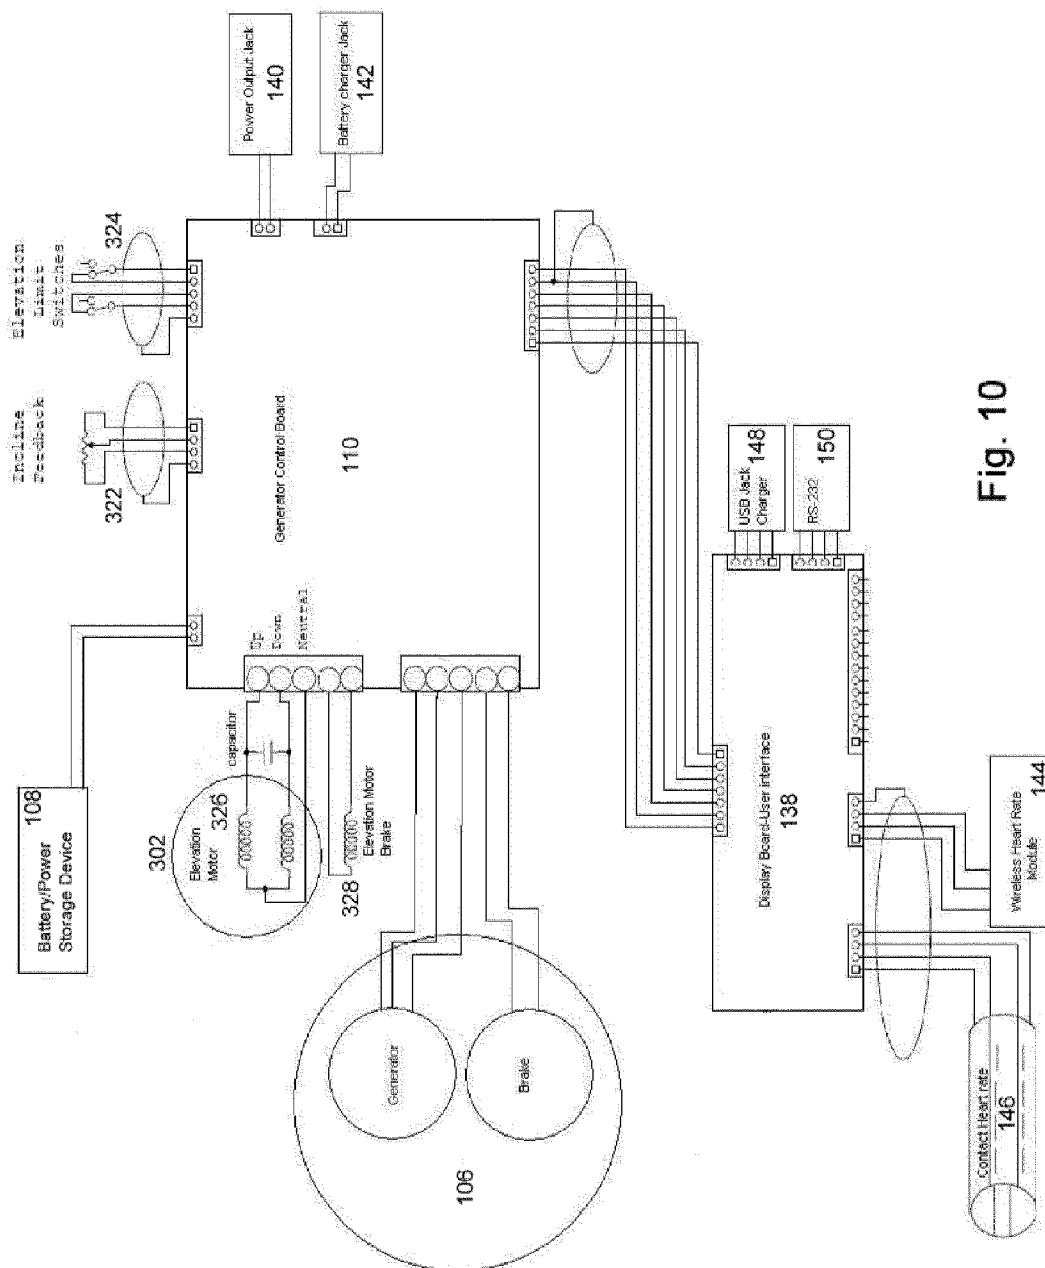 Battery/Power
Storage Device
108
302
Elevation
Motor
326
capacitor
Elevation Motor
Brake
328
Up
Down
Neutral
Incline
Feedback
322
Elevation
Limit
Switches
324
Generator Control Board
110
Power Output Jack
140
Battery charger Jack
142
106
Generator
Brake
Display Board-User Interface
138
USB Jack
Charger
148
RS-232
150
Contact Heart rate
146
Wireless Heart Rate
Module
144
Fig. 10